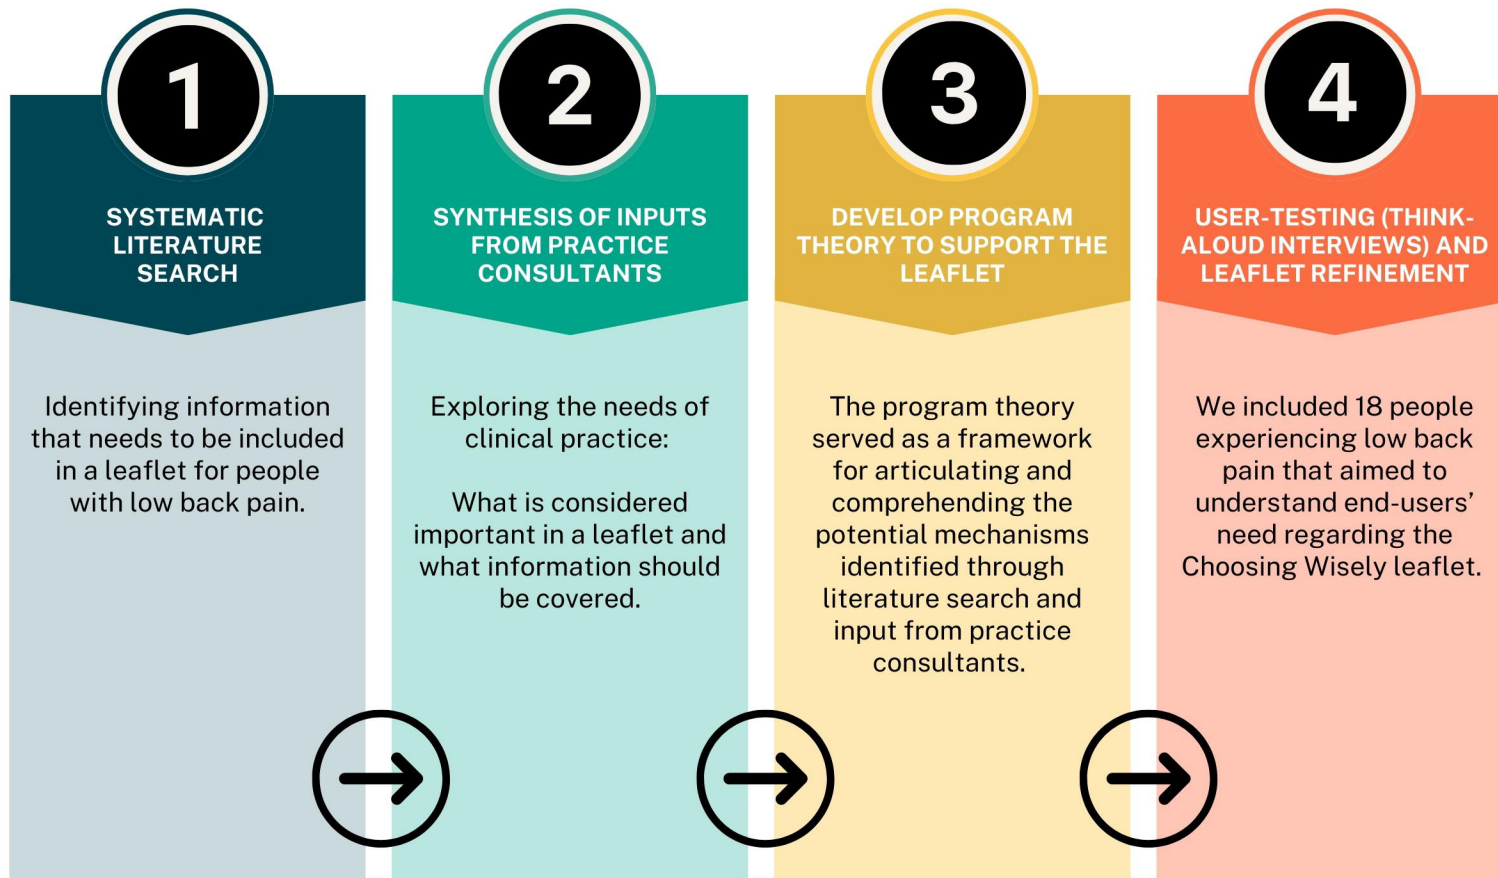 1
SYSTEMATIC
LITERATURE
SEARCH
Identifying information
that needs to be included
in a leaflet for people
with low back pain.
2
SYNTHESIS OF INPUTS
FROM PRACTICE
CONSULTANTS
Exploring the needs of
clinical practice:
What is considered
important in a leaflet and
what information should
be covered.
3
DEVELOP PROGRAM
THEORY TO SUPPORT THE
LEAFLET
The program theory
served as a framework
for articulating and
comprehending the
potential mechanisms
identified through
literature search and
input from practice
consultants.
4
USER-TESTING (THINK-
ALOUD INTERVIEWS) AND
LEAFLET REFINEMENT
We included 18 people
experiencing low back
pain that aimed to
understand end-users’
need regarding the
Choosing Wisely leaflet.